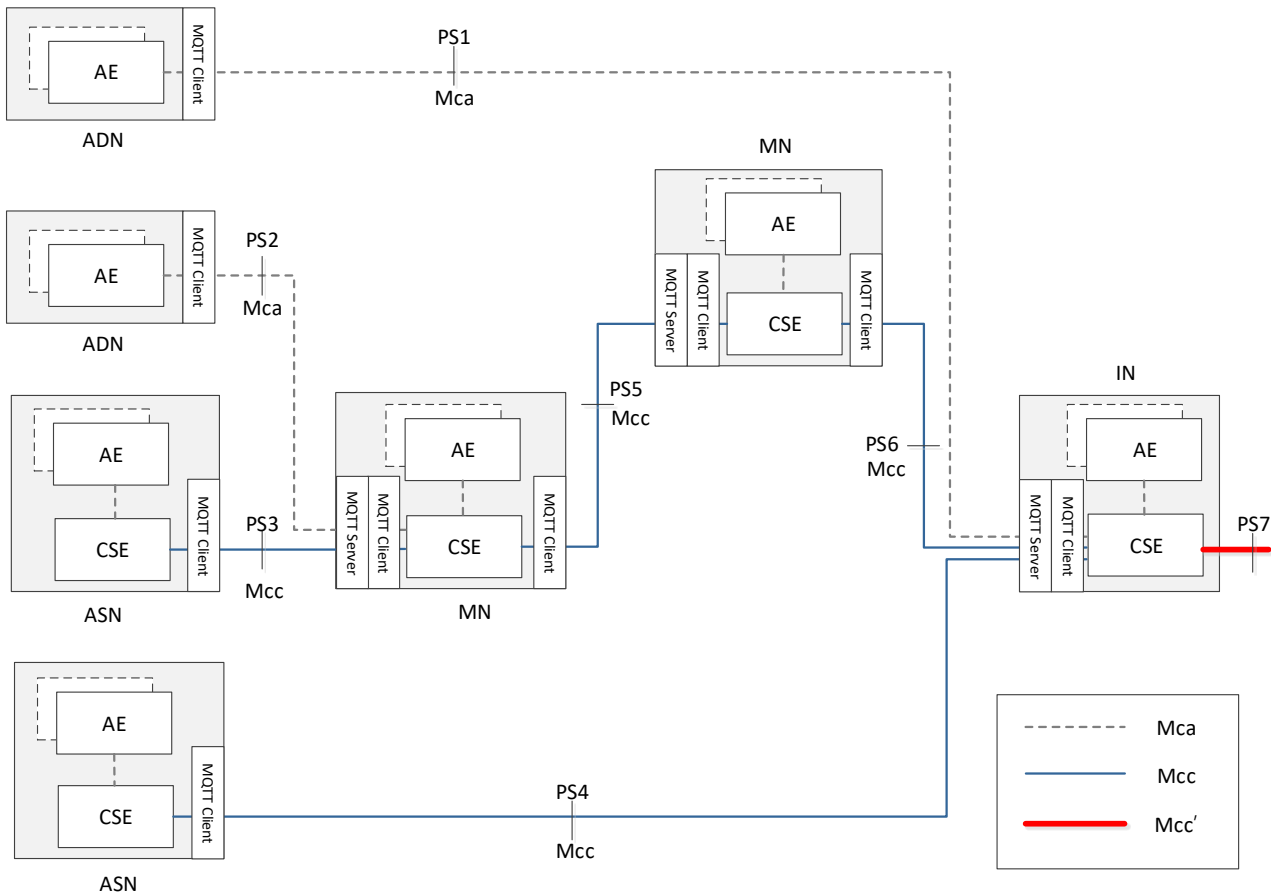 AE
MQTT Client
ADN
PS1
Mca
AE
MQTT Client
ADN
PS2
Mca
MN
AE
MQTT Server
MQTT Client
CSE
MQTT Client
AE
CSE
MQTT Client
ASN
PS3
Mcc
AE
MQTT Server
MQTT Client
CSE
MQTT Client
MN
PS5
Mcc
PS6
Mcc
IN
AE
MQTT Server
MQTT Client
CSE
PS7
AE
CSE
MQTT Client
ASN
PS4
Mcc
Mca
Mcc
Mcc′